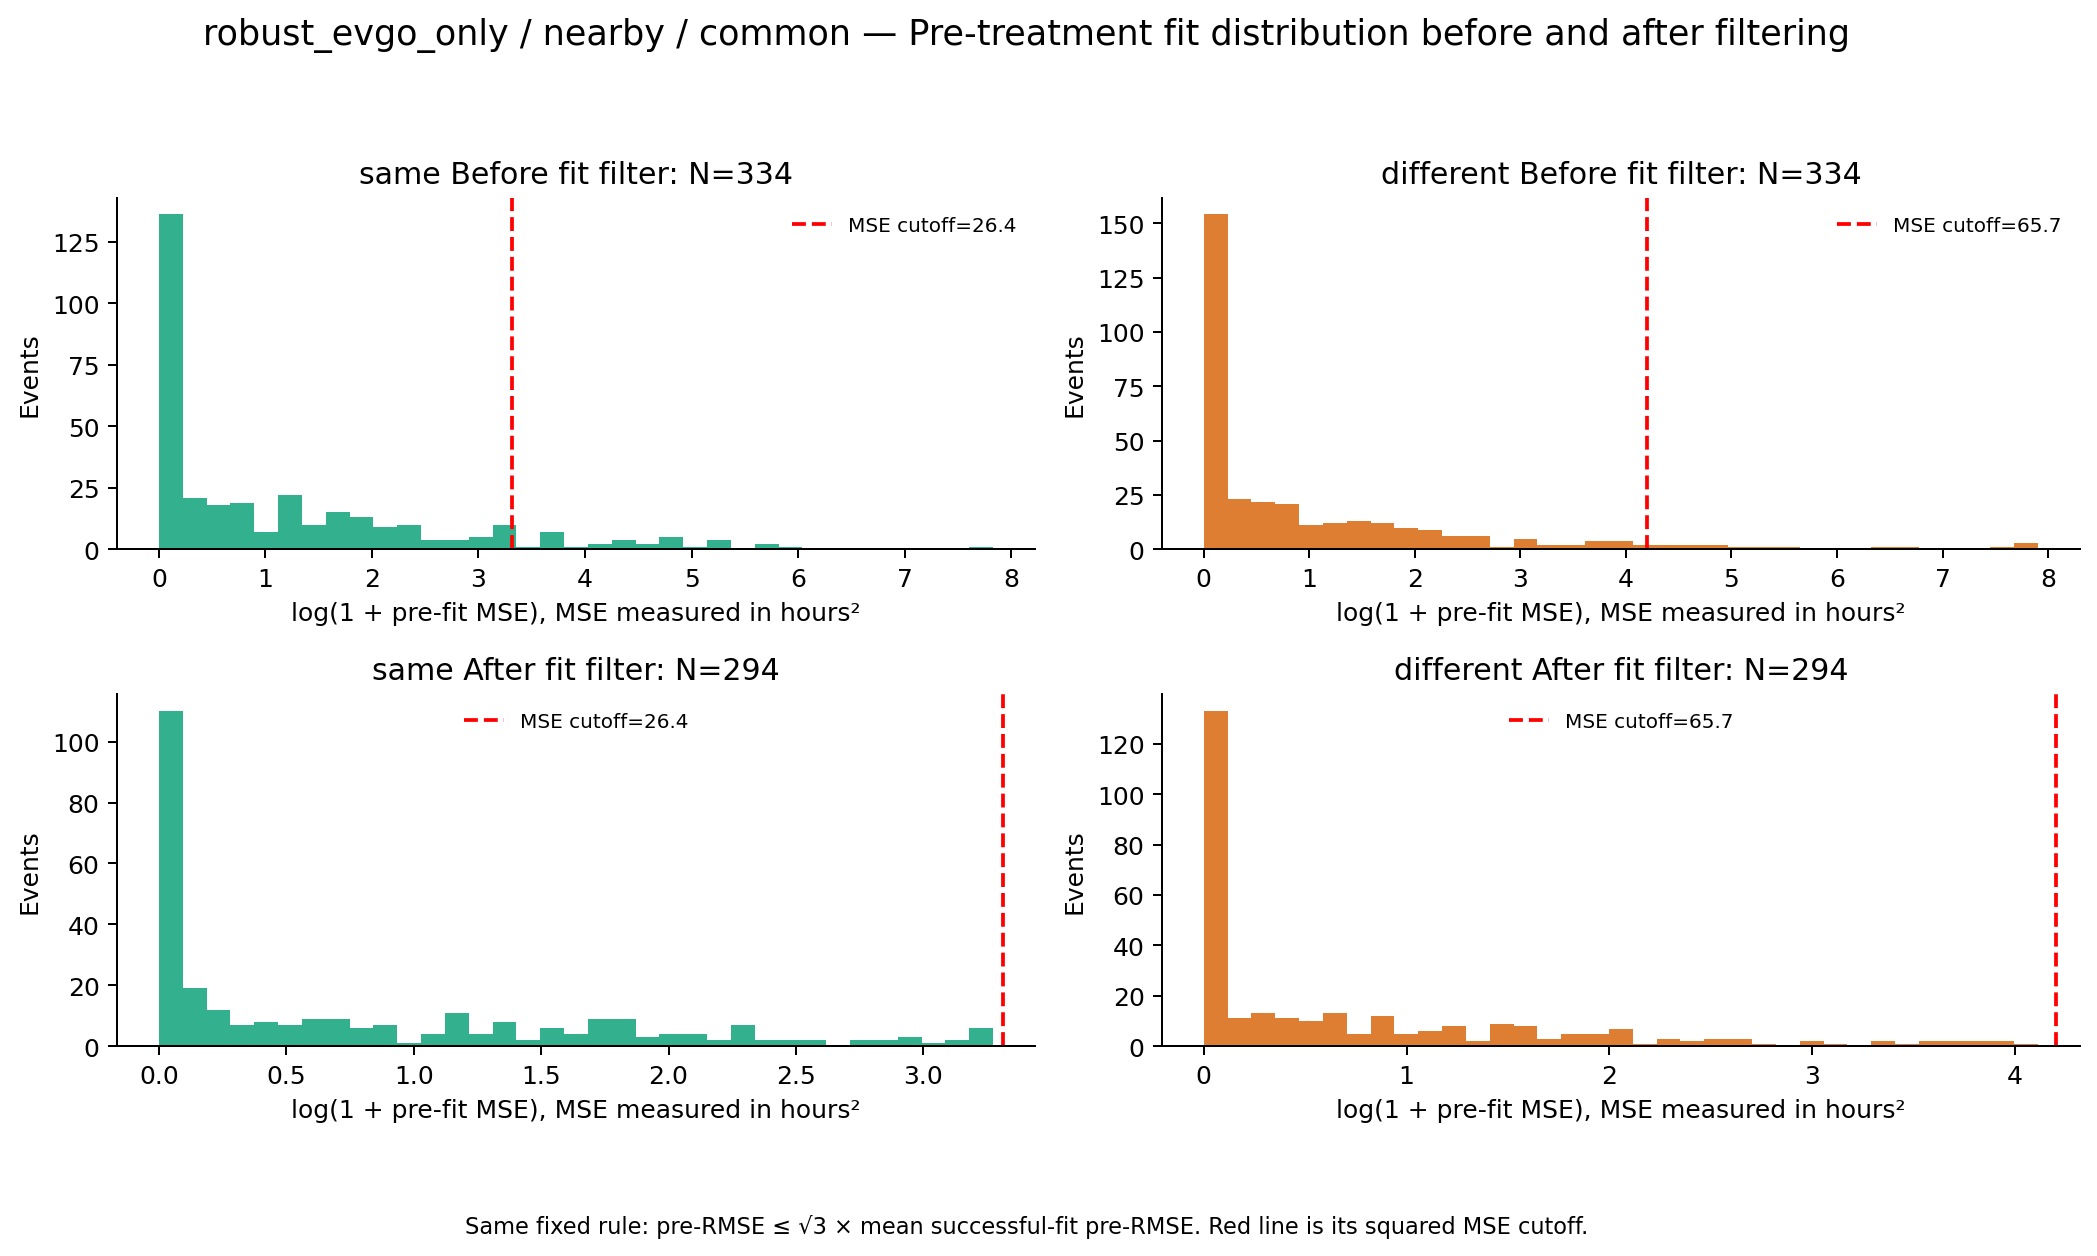 robust_evgo_only / nearby / common — Pre-treatment fit distribution before and after filtering
same Before fit filter: N=334
MSE cutoff=26.4
Events
125
100
75
50
25
0
0 1 2 3 4 5 6 7 8
log(1 + pre-fit MSE), MSE measured in hours²
different Before fit filter: N=334
MSE cutoff=65.7
Events
150
125
100
75
50
25
0
0 1 2 3 4 5 6 7 8
log(1 + pre-fit MSE), MSE measured in hours²
same After fit filter: N=294
MSE cutoff=26.4
Events
100
80
60
40
20
0
0.0 0.5 1.0 1.5 2.0 2.5 3.0
log(1 + pre-fit MSE), MSE measured in hours²
different After fit filter: N=294
MSE cutoff=65.7
Events
120
100
80
60
40
20
0
0 1 2 3 4
log(1 + pre-fit MSE), MSE measured in hours²
Same fixed rule: pre-RMSE ≤ √3 × mean successful-fit pre-RMSE. Red line is its squared MSE cutoff.